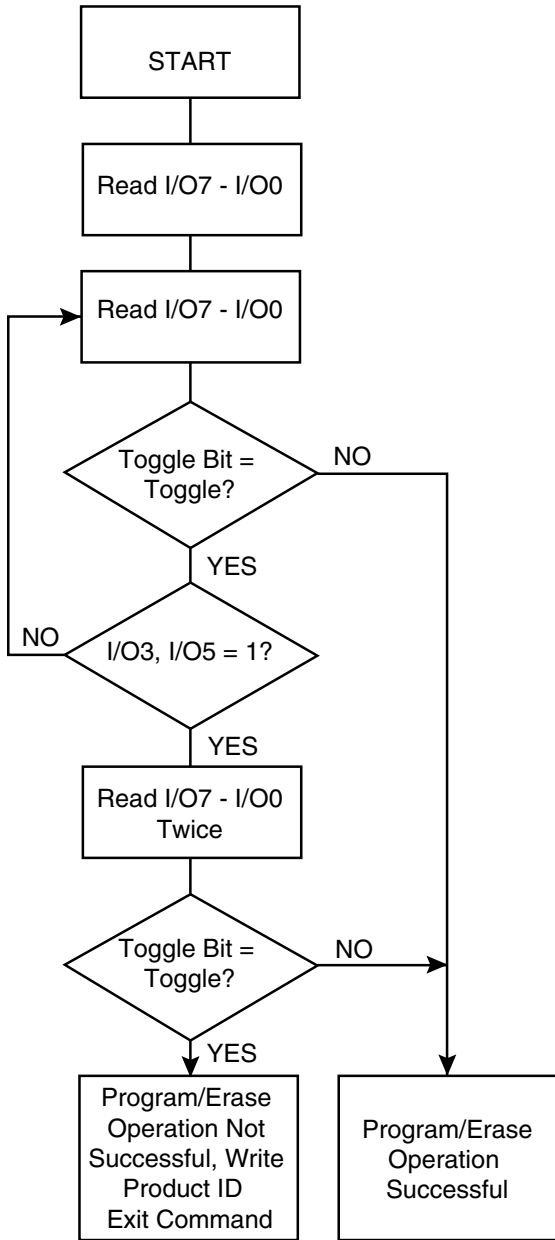 START
Read I/O7 - I/O0
Read I/O7 - I/O0
Toggle Bit =
Toggle?
NO
YES
NO
I/O3, I/O5 = 1?
YES
Read I/O7 - I/O0
Twice
Toggle Bit =
Toggle?
NO
YES
Program/Erase
Operation Not
Successful, Write
Product ID
Exit Command
Program/Erase
Operation
Successful